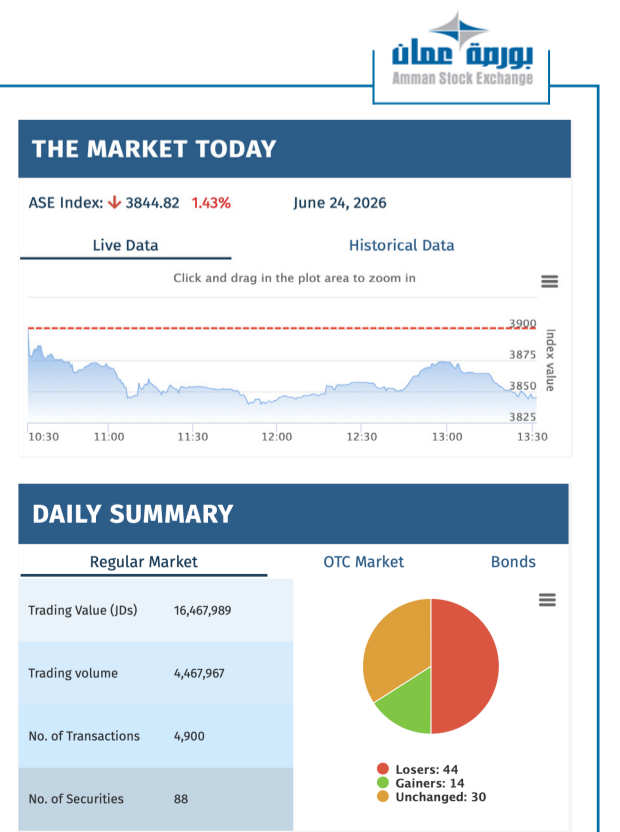 بورصة عمان
Amman Stock Exchange
THE MARKET TODAY
ASE Index: 3844.82 1.43% June 24, 2026
Live Data Historical Data
Click and drag in the plot area to zoom in
3900
3875
3850
3825
Index value
10:30 11:00 11:30 12:00 12:30 13:00 13:30
DAILY SUMMARY
Regular Market OTC Market Bonds
Trading Value (JDs) 16,467,989
Trading volume 4,467,967
No. of Transactions 4,900
No. of Securities 88
Losers: 44
Gainers: 14
Unchanged: 30